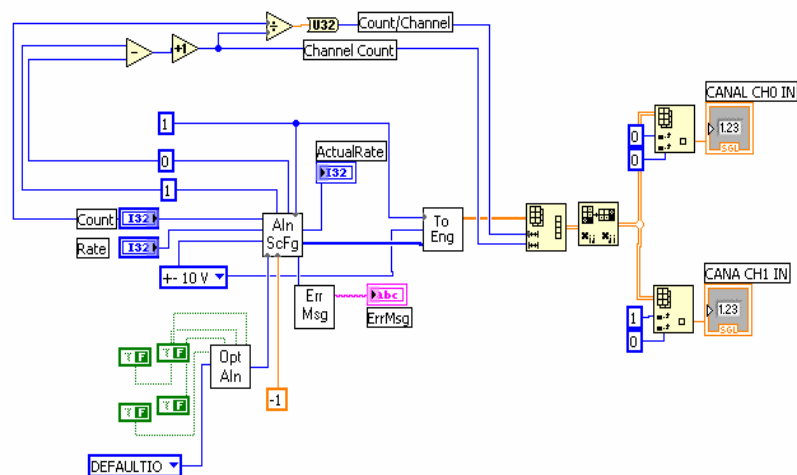 ÷
U32
Count/Channel
-
+1
Channel Count
CANAL CH0 IN
1.23
SGL
1
0
0
0
ActualRate
I32
1
Count
I32
AIn
ScFg
To
Eng
Rate
I32
+- 10 V
Err
Msg
abc
ErrMsg
CANA CH1 IN
1.23
SGL
1
0
F
F
Opt
AIn
F
F
-1
DEFAULTIO